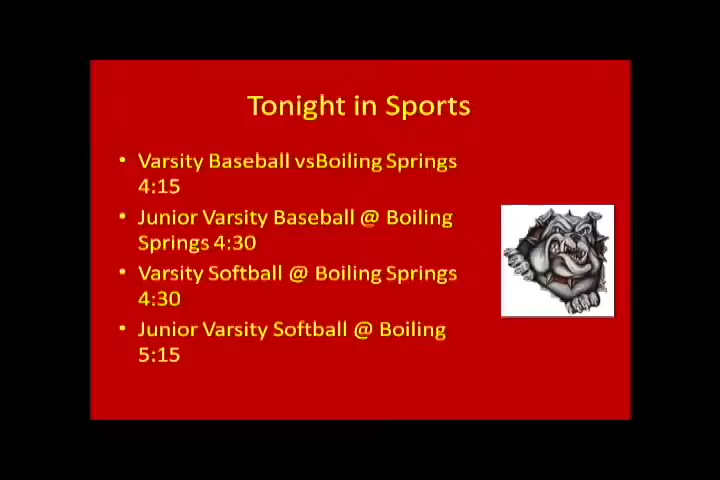 Tonight in Sports
• Varsity Baseball vsBoiling Springs
4:15
• Junior Varsity Baseball @ Boiling
Springs 4:30
• Varsity Softball @ Boiling Springs
4:30
• Junior Varsity Softball @ Boiling
5:15